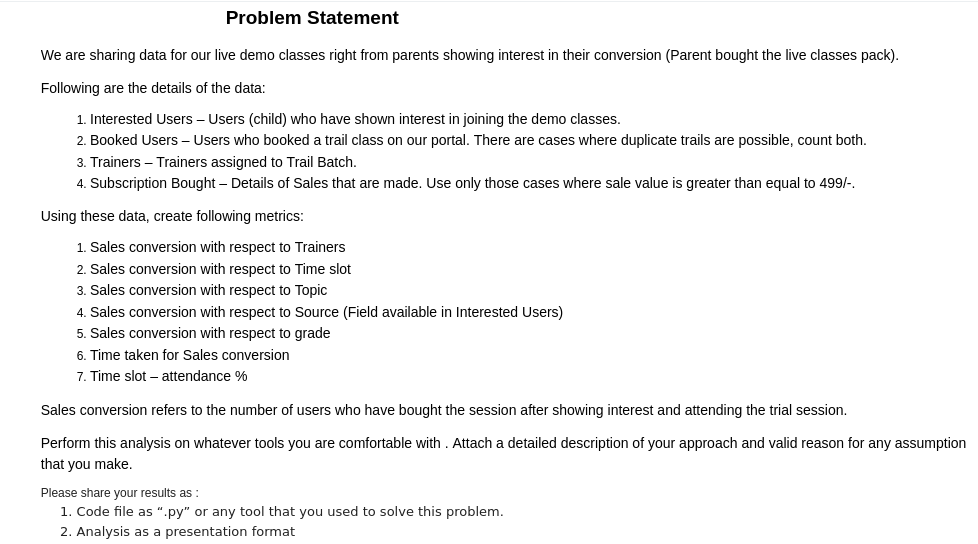 Problem Statement
We are sharing data for our live demo classes right from parents showing interest in their conversion (Parent bought the live classes pack).
Following are the details of the data:
1. Interested Users – Users (child) who have shown interest in joining the demo classes.
2. Booked Users – Users who booked a trail class on our portal. There are cases where duplicate trails are possible, count both.
3. Trainers – Trainers assigned to Trail Batch.
4. Subscription Bought – Details of Sales that are made. Use only those cases where sale value is greater than equal to 499/-.
Using these data, create following metrics:
1. Sales conversion with respect to Trainers
2. Sales conversion with respect to Time slot
3. Sales conversion with respect to Topic
4. Sales conversion with respect to Source (Field available in Interested Users)
5. Sales conversion with respect to grade
6. Time taken for Sales conversion
7. Time slot – attendance %
Sales conversion refers to the number of users who have bought the session after showing interest and attending the trial session.
Perform this analysis on whatever tools you are comfortable with . Attach a detailed description of your approach and valid reason for any assumption
that you make.
Please share your results as :
1. Code file as “.py” or any tool that you used to solve this problem.
2. Analysis as a presentation format